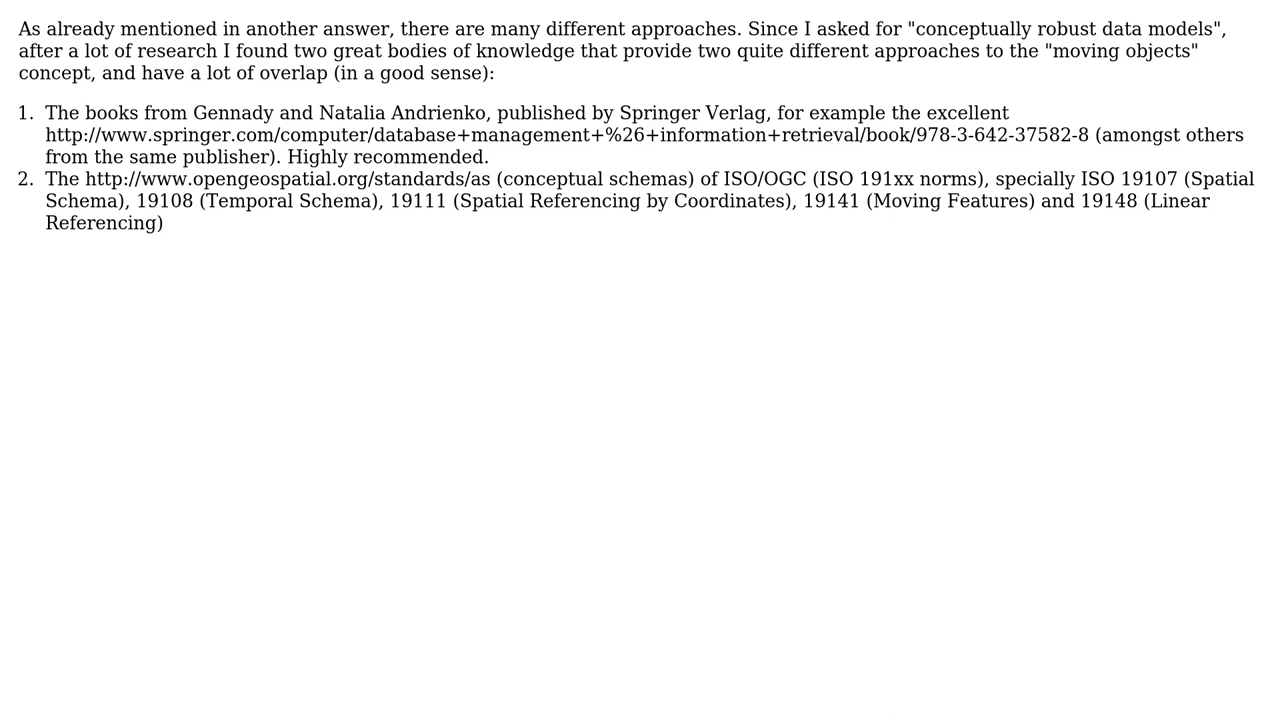 As already mentioned in another answer, there are many different approaches. Since I asked for "conceptually robust data models",
after a lot of research I found two great bodies of knowledge that provide two quite different approaches to the "moving objects"
concept, and have a lot of overlap (in a good sense):
1. The books from Gennady and Natalia Andrienko, published by Springer Verlag, for example the excellent
http://www.springer.com/computer/database+management+%26+information+retrieval/book/978-3-642-37582-8 (amongst others
from the same publisher). Highly recommended.
2. The http://www.opengeospatial.org/standards/as (conceptual schemas) of ISO/OGC (ISO 191xx norms), specially ISO 19107 (Spatial
Schema), 19108 (Temporal Schema), 19111 (Spatial Referencing by Coordinates), 19141 (Moving Features) and 19148 (Linear
Referencing)